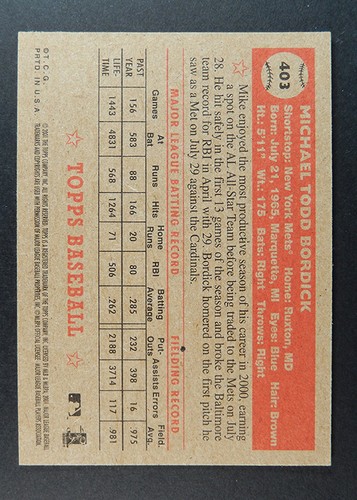 403
MICHAEL TODD BORDICK
Shortstop: New York Mets Home: Ruxton, MD
Born: July 21, 1965, Marquette, MI Eyes: Blue Hair: Brown
Ht.: 5'11" Wt.: 175 Bats: Right Throws: Right
Mike enjoyed the most productive season of his career in 2000, earning
a spot on the AL All-Star Team before being traded to the Mets on July
28. He hit safely in the first 13 games of the season and broke the Baltimore
team record for RBI in April with 29. Bordick homered on the first pitch he
saw as a Met on July 29 against the Cardinals.
MAJOR LEAGUE BATTING RECORD FIELDING RECORD
Games At Bat Runs Hits Home Runs RBI Batting Average Put-Outs Assists Errors Field. Avg.
PAST YEAR 156 583 88 166 20 80 .285 232 398 16 .975
LIFE-TIME 1443 4831 568 1264 71 506 .262 2188 3714 117 .981
TOPPS BASEBALL
© T.C.G.
PRTD. IN U.S.A.